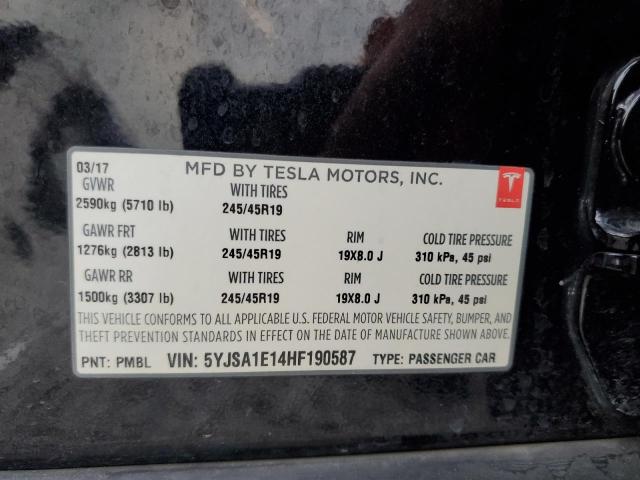 03/17 MFD BY TESLA MOTORS, INC.
TESLA
GVWR WITH TIRES
2590kg (5710 lb) 245/45R19
GAWR FRT WITH TIRES RIM COLD TIRE PRESSURE
1276kg (2813 lb) 245/45R19 19X8.0 J 310 kPa, 45 psi
GAWR RR WITH TIRES RIM COLD TIRE PRESSURE
1500kg (3307 lb) 245/45R19 19X8.0 J 310 kPa, 45 psi
THIS VEHICLE CONFORMS TO ALL APPLICABLE U.S. FEDERAL MOTOR VEHICLE SAFETY, BUMPER, AND
THEFT PREVENTION STANDARDS IN EFFECT ON THE DATE OF MANUFACTURE SHOWN ABOVE.
PNT: PMBL VIN: 5YJSA1E14HF190587 TYPE: PASSENGER CAR